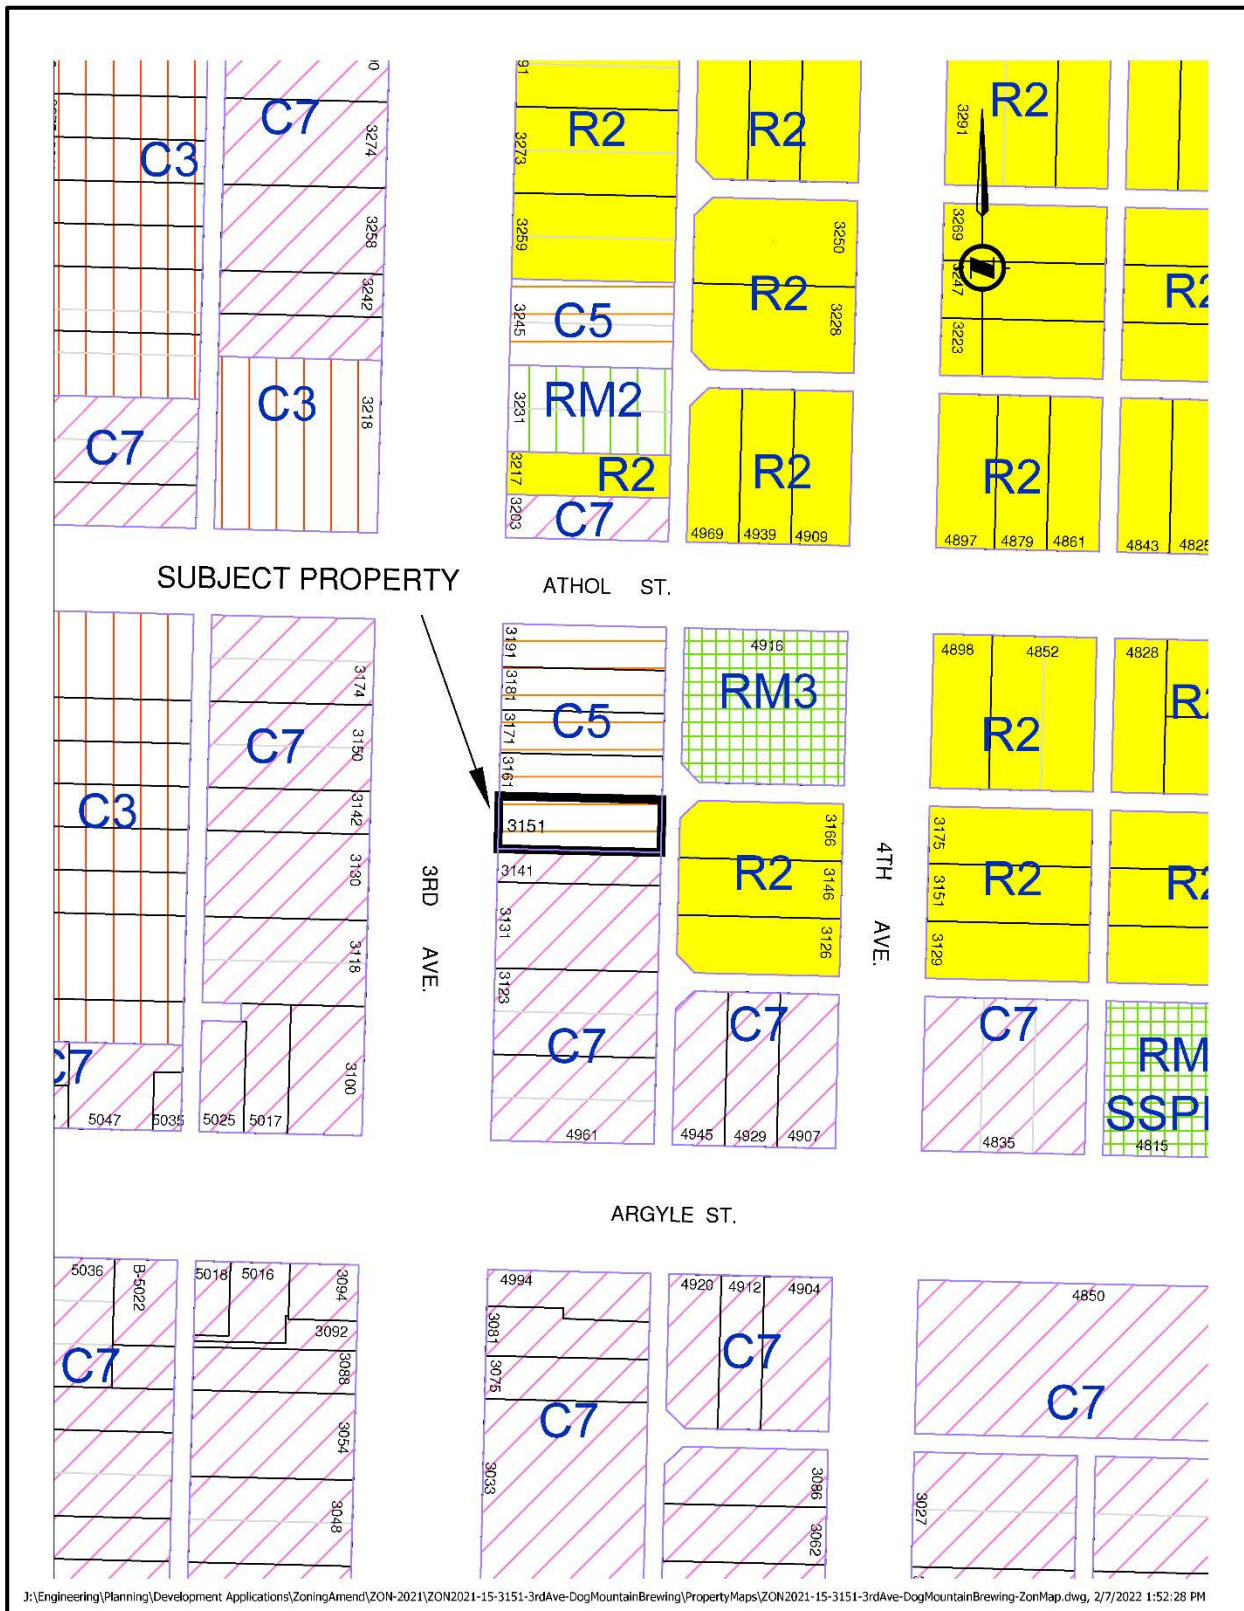 91
3273
3259
3245
3231
3217
3203
R2
C5
RM2
R2
C7
C3
C7
3274
3258
3242
C3
3218
C7
R2
R2
3250
3228
R2
4969
4939
4909
R2
3291
3269
3247
3223
R2
4897
4879
4861
4843
SUBJECT PROPERTY
ATHOL ST.
C3
C7
3174
3150
3142
3130
3118
3100
C7
5047
5035
5025
5017
3RD AVE.
3191
3181
3171
3161
C5
3151
3141
3131
3123
C7
4961
4916
RM3
R2
3166
3146
3126
C7
4945
4929
4907
4TH AVE.
4898
4852
R2
4828
3175
3151
3129
R2
C7
4835
RM
4815
ARGYLE ST.
5036
B-5022
C7
5018
5016
3094
3092
3088
3054
3048
4994
3081
3075
3033
C7
4920
4912
4904
C7
3086
3062
4850
C7
3027
J:\Engineering\Planning\Development Applications\ZoningAmend\ZON-2021\ZON2021-15-3151-3rdAve-DogMountainBrewing\PropertyMaps\ZON2021-15-3151-3rdAve-DogMountainBrewing-ZonMap.dwg, 2/7/2022 1:52:28 PM